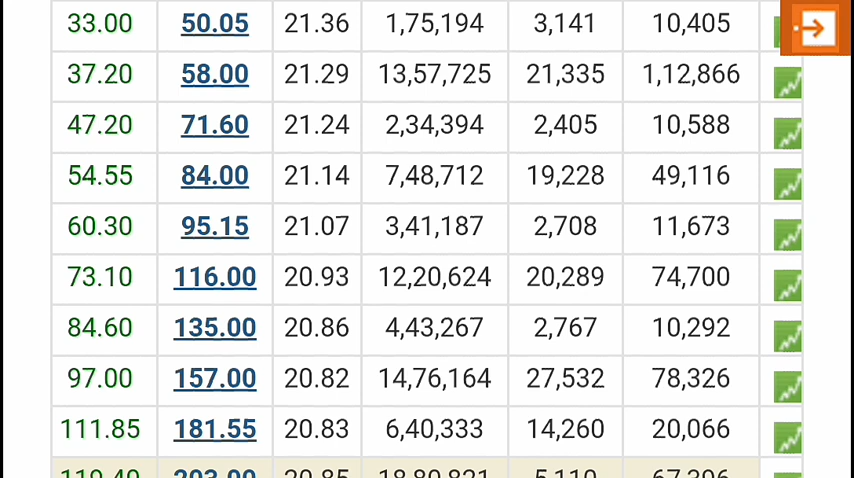 33.00 50.05 21.36 1,75,194 3,141 10,405
37.20 58.00 21.29 13,57,725 21,335 1,12,866
47.20 71.60 21.24 2,34,394 2,405 10,588
54.55 84.00 21.14 7,48,712 19,228 49,116
60.30 95.15 21.07 3,41,187 2,708 11,673
73.10 116.00 20.93 12,20,624 20,289 74,700
84.60 135.00 20.86 4,43,267 2,767 10,292
97.00 157.00 20.82 14,76,164 27,532 78,326
111.85 181.55 20.83 6,40,333 14,260 20,066